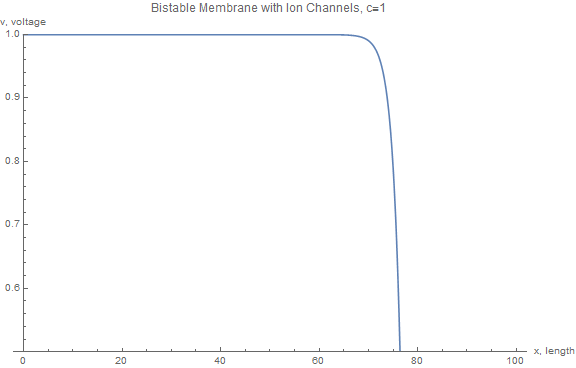 Bistable Membrane with Ion Channels, c=1
v, voltage
1.0
0.9
0.8
0.7
0.6
0 20 40 60 80 100 x, length